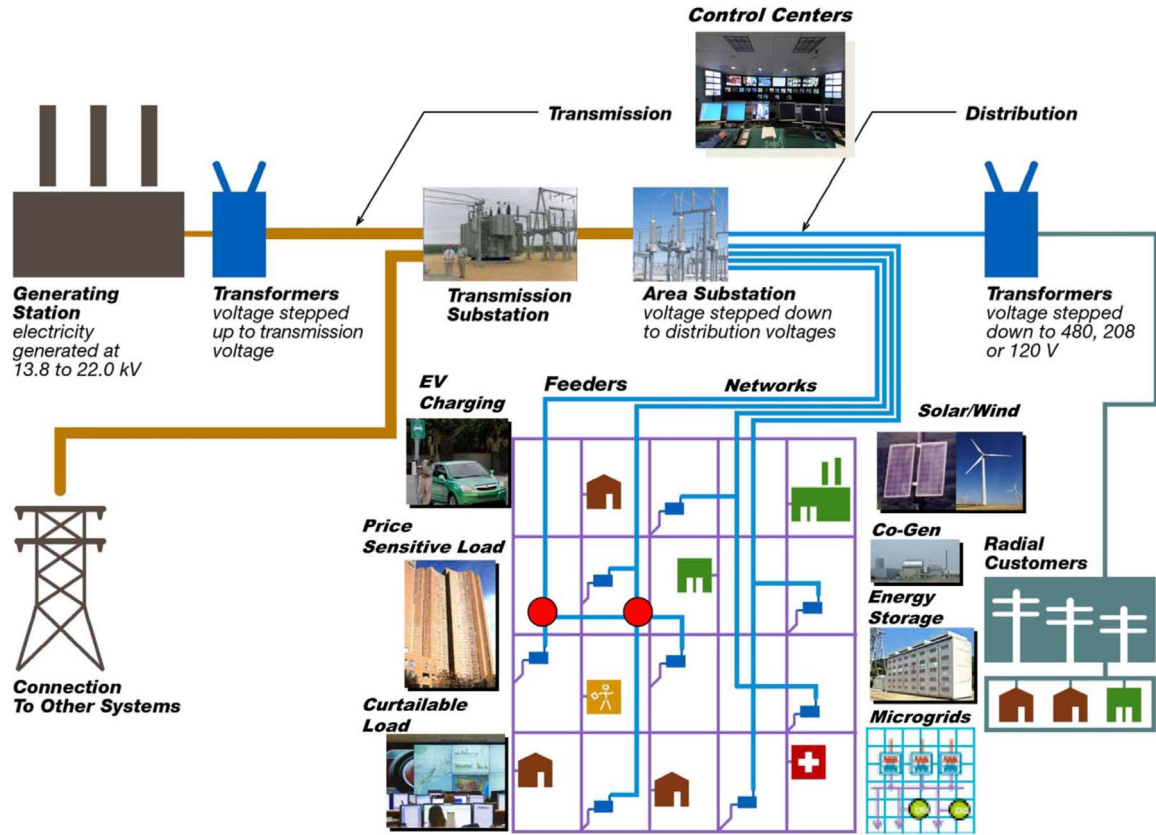 Control Centers
Transmission
Distribution
Generating
Station
electricity
generated at
13.8 to 22.0 kV
Transformers
voltage stepped
up to transmission
voltage
Transmission
Substation
Area Substation
voltage stepped down
to distribution voltages
Transformers
voltage stepped
down to 480, 208
or 120 V
EV
Charging
Feeders
Networks
Solar/Wind
Price
Sensitive Load
Co-Gen
Energy
Storage
Radial
Customers
Connection
To Other Systems
Curtailable
Load
Microgrids